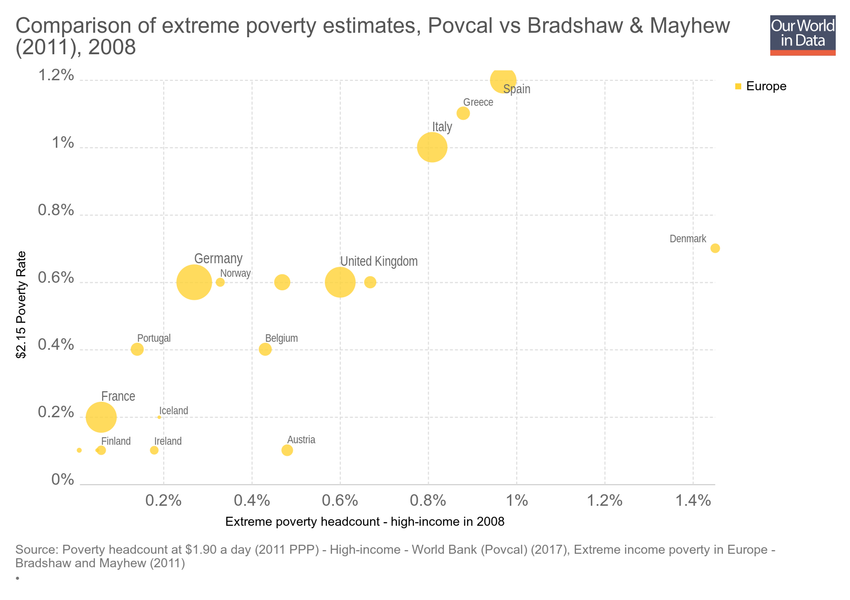 Comparison of extreme poverty estimates, Povcal vs Bradshaw & Mayhew
(2011), 2008
Our World
in Data
Europe
1.2%
1%
0.8%
0.6%
0.4%
0.2%
0%
$2.15 Poverty Rate
Spain
Greece
Italy
Denmark
Germany
Norway
United Kingdom
Portugal
Belgium
France
Iceland
Finland
Ireland
Austria
0.2%
0.4%
0.6%
0.8%
1%
1.2%
1.4%
Extreme poverty headcount - high-income in 2008
Source: Poverty headcount at $1.90 a day (2011 PPP) - High-income - World Bank (Povcal) (2017), Extreme income poverty in Europe -
Bradshaw and Mayhew (2011)
•